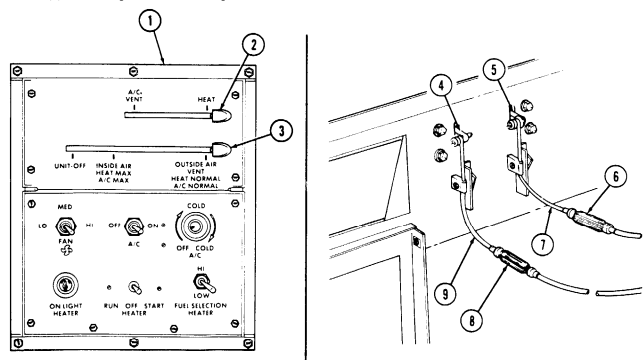 1
2
A/C-
VENT
HEAT
3
UNIT-OFF
INSIDE AIR
HEAT MAX
A/C MAX
OUTSIDE AIR
VENT
HEAT NORMAL
A/C NORMAL
MED
LO
HI
FAN
OFF
ON
A/C
COLD
OFF COLD
A/C
ON LIGHT
HEATER
RUN OFF START
HEATER
HI
LOW
FUEL SELECTION
HEATER
4
5
6
7
8
9